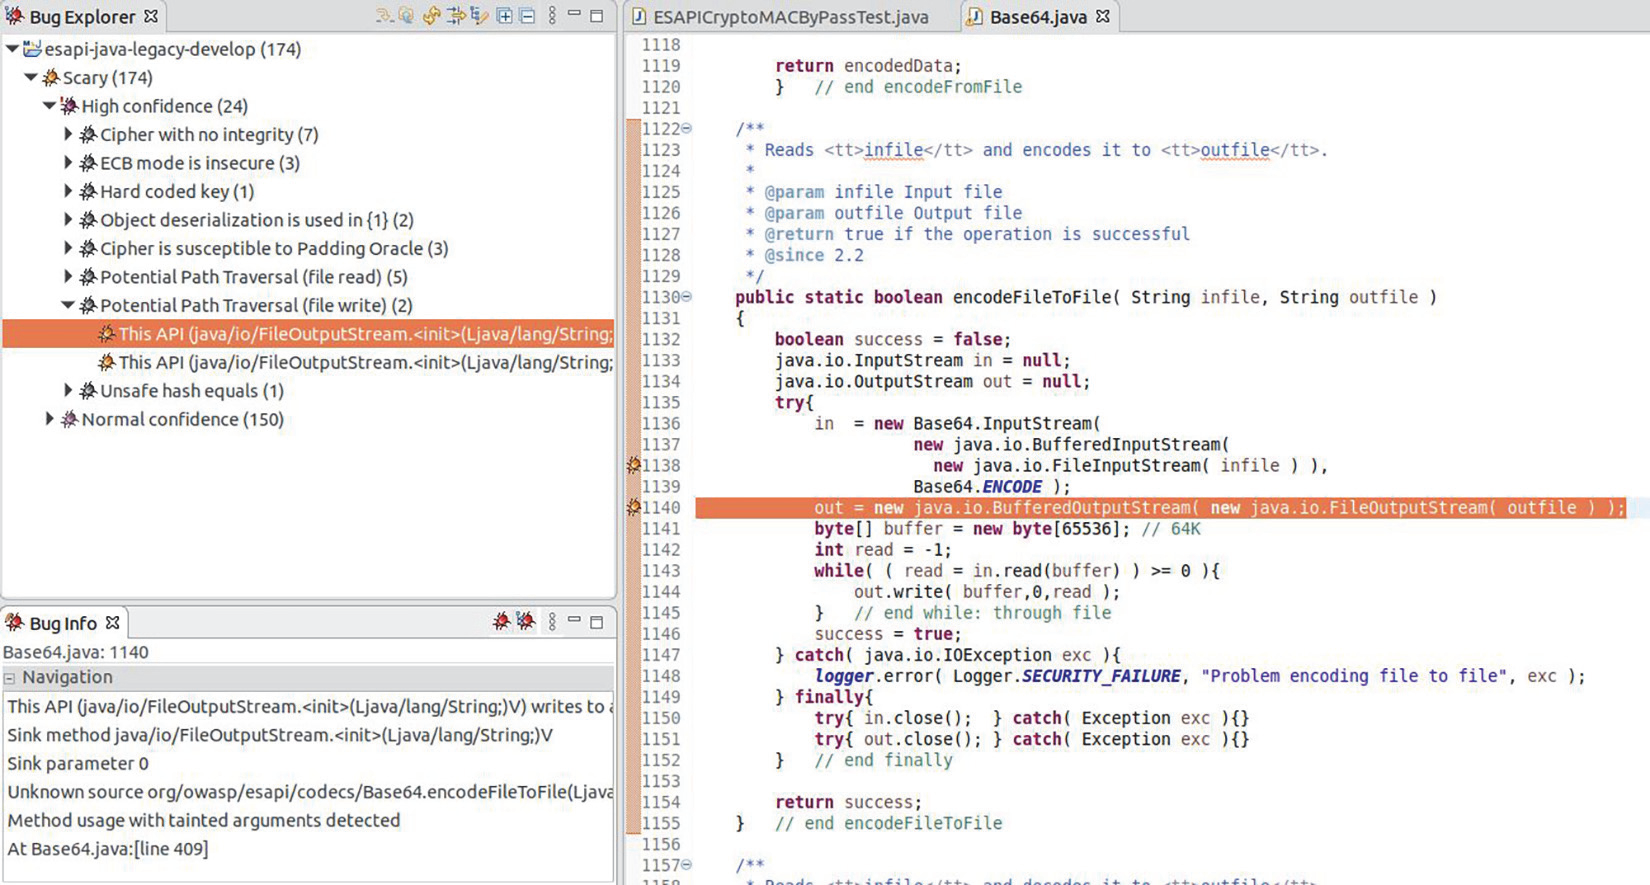 Bug Explorer
esapi-java-legacy-develop (174)
Scary (174)
High confidence (24)
Cipher with no integrity (7)
ECB mode is insecure (3)
Hard coded key (1)
Object deserialization is used in {1} (2)
Cipher is susceptible to Padding Oracle (3)
Potential Path Traversal (file read) (5)
Potential Path Traversal (file write) (2)
This API (java/io/FileOutputStream.<init>(Ljava/lang/String;
This API (java/io/FileOutputStream.<init>(Ljava/lang/String;
Unsafe hash equals (1)
Normal confidence (150)
Bug Info
Base64.java: 1140
Navigation
This API (java/io/FileOutputStream.<init>(Ljava/lang/String;)V) writes to
Sink method java/io/FileOutputStream.<init>(Ljava/lang/String;)V
Sink parameter 0
Unknown source org/owasp/esapi/codecs/Base64.encodeFileToFile(Ljava
Method usage with tainted arguments detected
At Base64.java:[line 409]
ESAPICryptoMACByPassTest.java
Base64.java
1118
1119 return encodedData;
1120 } // end encodeFromFile
1121
1122 /**
1123 * Reads <tt>infile</tt> and encodes it to <tt>outfile</tt>.
1124 *
1125 * @param infile Input file
1126 * @param outfile Output file
1127 * @return true if the operation is successful
1128 * @since 2.2
1129 */
1130 public static boolean encodeFileToFile( String infile, String outfile )
1131 {
1132 boolean success = false;
1133 java.io.InputStream in = null;
1134 java.io.OutputStream out = null;
1135 try{
1136 in = new Base64.InputStream(
1137 new java.io.BufferedInputStream(
1138 new java.io.FileInputStream( infile ) ),
1139 Base64.ENCODE );
1140 out = new java.io.BufferedOutputStream( new java.io.FileOutputStream( outfile ) );
1141 byte[] buffer = new byte[65536]; // 64K
1142 int read = -1;
1143 while( ( read = in.read(buffer) ) >= 0 ){
1144 out.write( buffer,0,read );
1145 } // end while: through file
1146 success = true;
1147 } catch( java.io.IOException exc ){
1148 logger.error( Logger.SECURITY_FAILURE, "Problem encoding file to file", exc );
1149 } finally{
1150 try{ in.close(); } catch( Exception exc ){}
1151 try{ out.close(); } catch( Exception exc ){}
1152 } // end finally
1153
1154 return success;
1155 } // end encodeFileToFile
1156
1157 /**